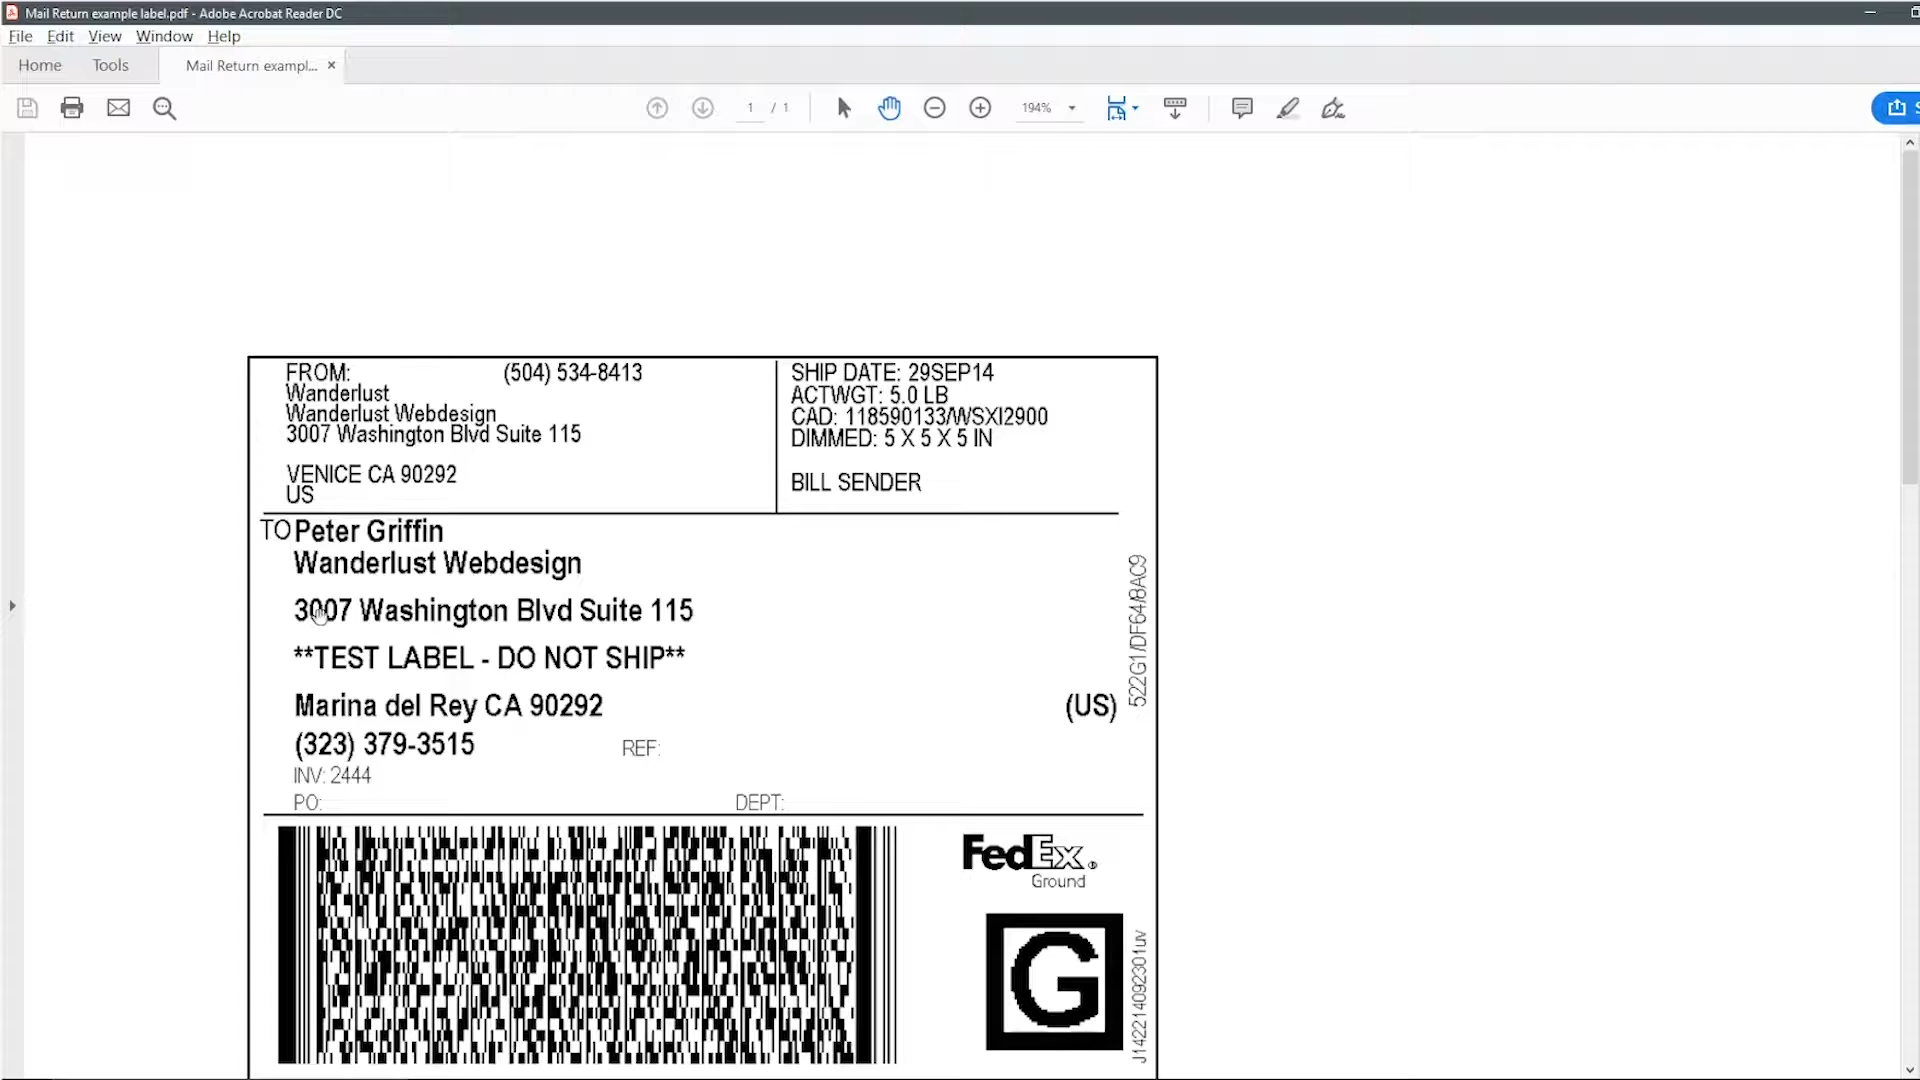 Mail Return example label.pdf - Adobe Acrobat Reader DC
File Edit View Window Help
Home Tools Mail Return exampl...
1 / 1 194%
FROM: (504) 534-8413
Wanderlust
Wanderlust Webdesign
3007 Washington Blvd Suite 115
VENICE CA 90292
US
SHIP DATE: 29SEP14
ACTWGT: 5.0 LB
CAD: 118590133/WSXI2900
DIMMED: 5 X 5 X 5 IN
BILL SENDER
TO Peter Griffin
Wanderlust Webdesign
3007 Washington Blvd Suite 115
**TEST LABEL - DO NOT SHIP**
Marina del Rey CA 90292 (US)
(323) 379-3515 REF:
INV: 2444
PO: DEPT:
522G1/DF64/8AC9
FedEx®
Ground
G
J142214092301uv